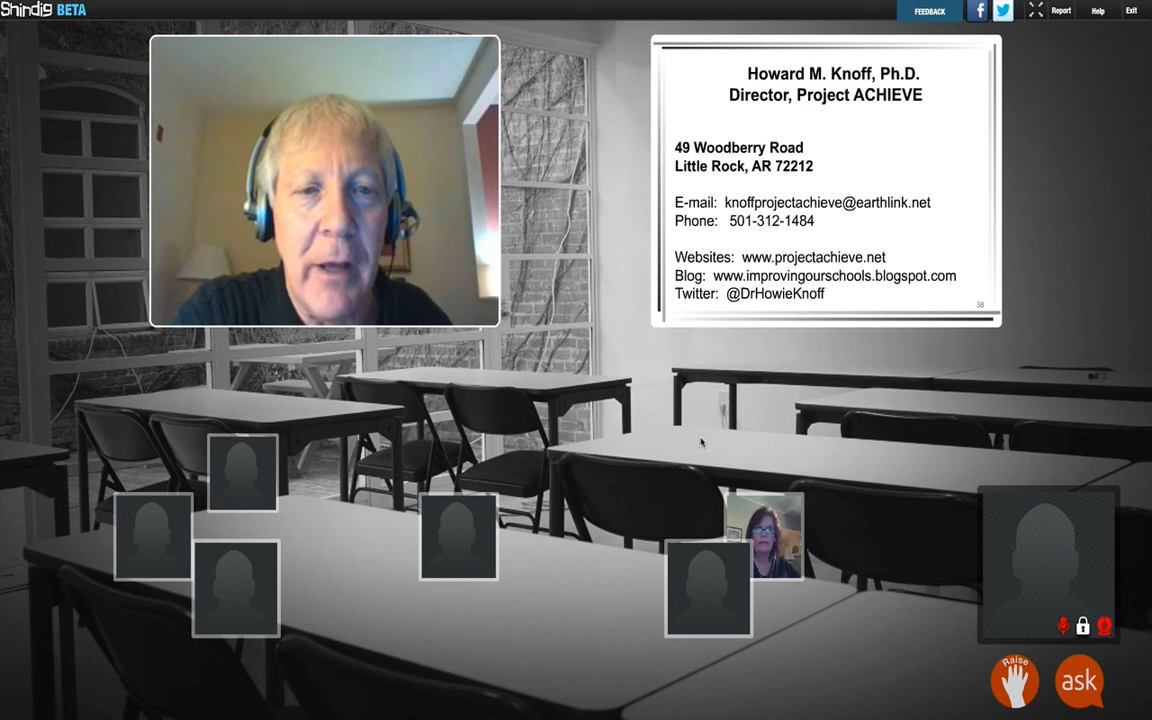 Shindig BETA
FEEDBACK
Report
Help
Exit
Howard M. Knoff, Ph.D.
Director, Project ACHIEVE
49 Woodberry Road
Little Rock, AR 72212
E-mail: knoffprojectachieve@earthlink.net
Phone: 501-312-1484
Websites: www.projectachieve.net
Blog: www.improvingourschools.blogspot.com
Twitter: @DrHowieKnoff
38
Raise
ask